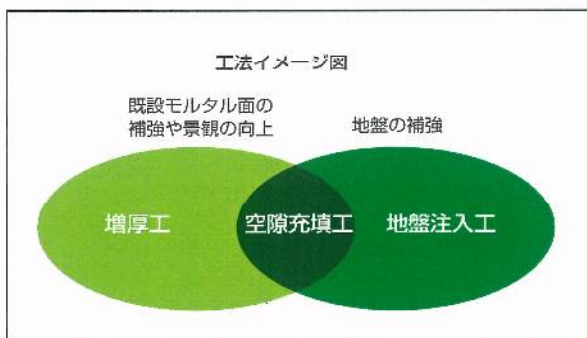 工法イメージ図
既設モルタル面の
補強や景観の向上
地盤の補強
増厚工
空隙充填工
地盤注入工